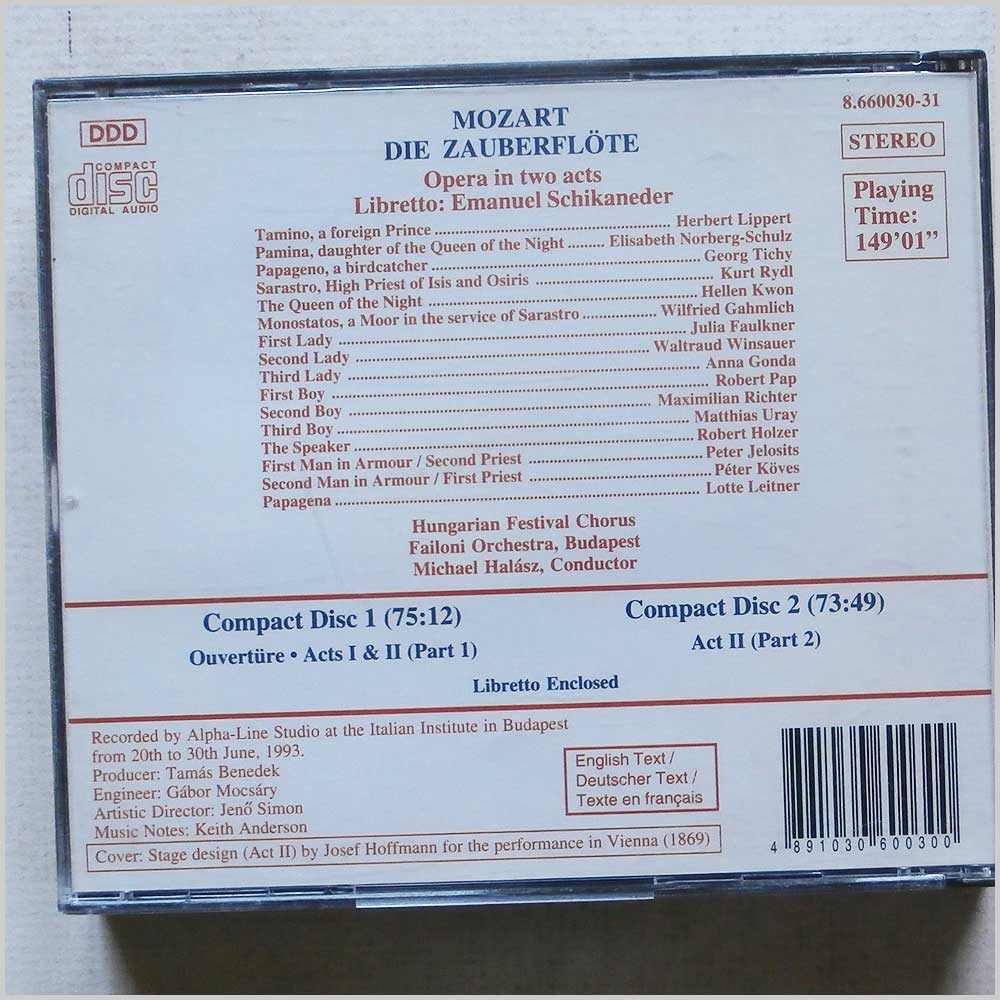 DDD
COMPACT
disc
DIGITAL AUDIO
MOZART
DIE ZAUBERFLÖTE
Opera in two acts
Libretto: Emanuel Schikaneder
8.660030-31
STEREO
Playing
Time:
149'01”
Tamino, a foreign Prince ........ Herbert Lippert
Pamina, daughter of the Queen of the Night ........ Elisabeth Norberg-Schulz
Papageno, a birdcatcher ........ Georg Tichy
Sarastro, High Priest of Isis and Osiris ........ Kurt Rydl
The Queen of the Night ........ Hellen Kwon
Monostatos, a Moor in the service of Sarastro ........ Wilfried Gahmlich
First Lady ........ Julia Faulkner
Second Lady ........ Waltraud Winsauer
Third Lady ........ Anna Gonda
First Boy ........ Robert Pap
Second Boy ........ Maximilian Richter
Third Boy ........ Matthias Uray
The Speaker ........ Robert Holzer
First Man in Armour / Second Priest ........ Peter Jelosits
Second Man in Armour / First Priest ........ Péter Köves
Papagena ........ Lotte Leitner
Hungarian Festival Chorus
Failoni Orchestra, Budapest
Michael Halász, Conductor
Compact Disc 1 (75:12)
Ouvertüre • Acts I & II (Part 1)
Compact Disc 2 (73:49)
Act II (Part 2)
Libretto Enclosed
Recorded by Alpha-Line Studio at the Italian Institute in Budapest
from 20th to 30th June, 1993.
Producer: Tamás Benedek
Engineer: Gábor Mocsáry
Artistic Director: Jenő Simon
Music Notes: Keith Anderson
Cover: Stage design (Act II) by Josef Hoffmann for the performance in Vienna (1869)
English Text /
Deutscher Text /
Texte en français
4 891030 600300